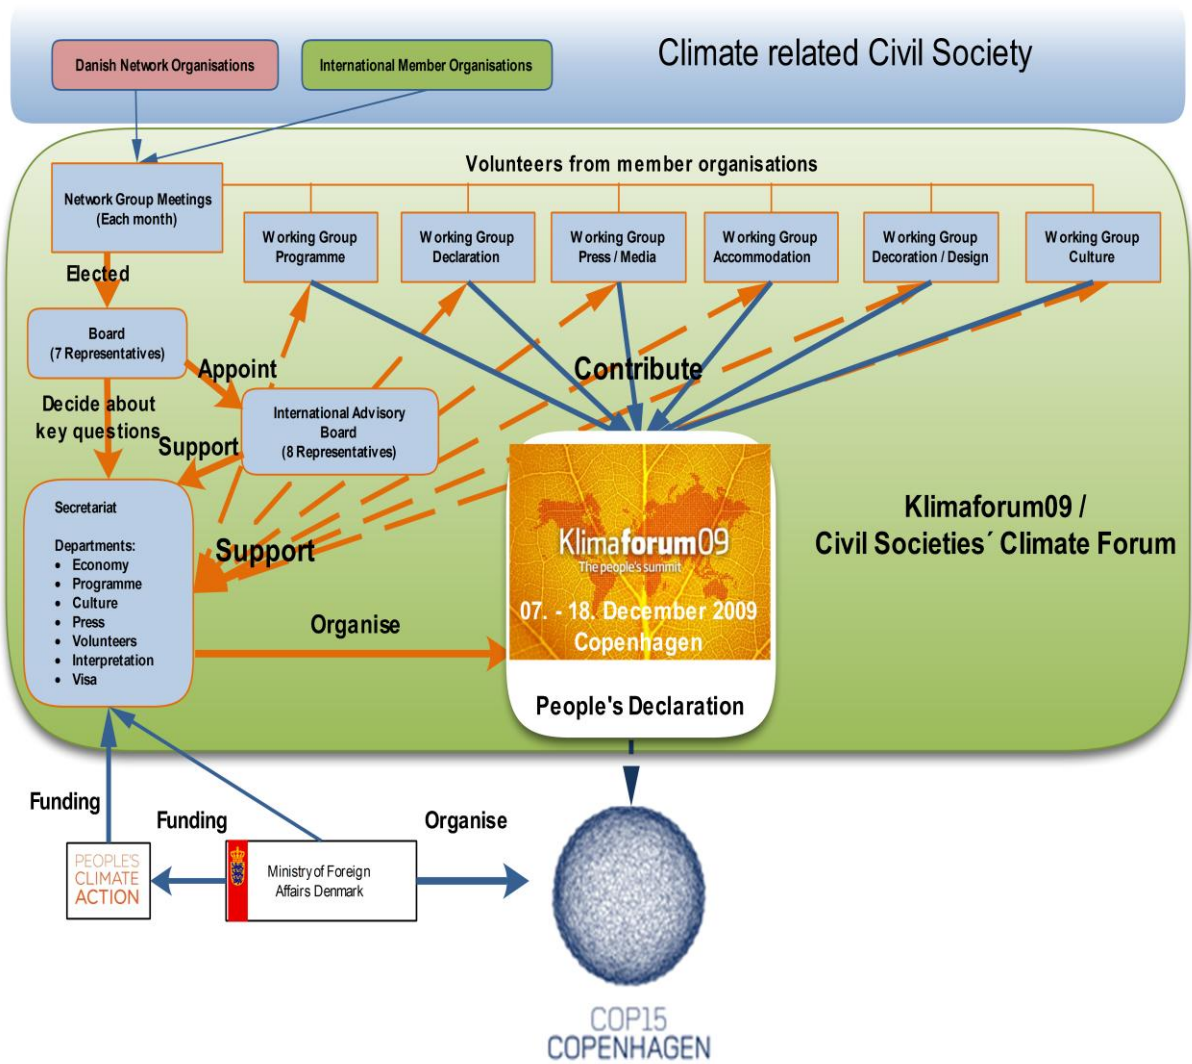 Climate related Civil Society
Danish Network Organisations
International Member Organisations
Volunteers from member organisations
Network Group Meetings
(Each month)
Working Group
Programme
Working Group
Declaration
Working Group
Press / Media
Working Group
Accommodation
Working Group
Decoration / Design
Working Group
Culture
Elected
Board
(7 Representatives)
Appoint
Contribute
Decide about
key questions
International Advisory
Board
(8 Representatives)
Support
Secretariat
Departments:
• Economy
• Programme
• Culture
• Press
• Volunteers
• Interpretation
• Visa
Support
Organise
Klimaforum09
The people's summit
07. - 18. December 2009
Copenhagen
People's Declaration
Klimaforum09 /
Civil Societies´ Climate Forum
Funding
Funding
Organise
PEOPLE'S
CLIMATE
ACTION
Ministry of Foreign
Affairs Denmark
COP15
COPENHAGEN